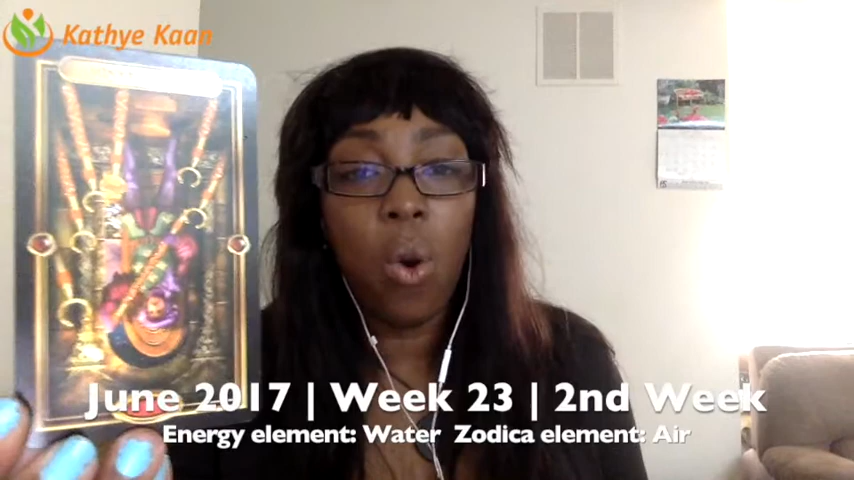 Kathye Kaan
June 2017 | Week 23 | 2nd Week
Energy element: Water Zodica element: Air